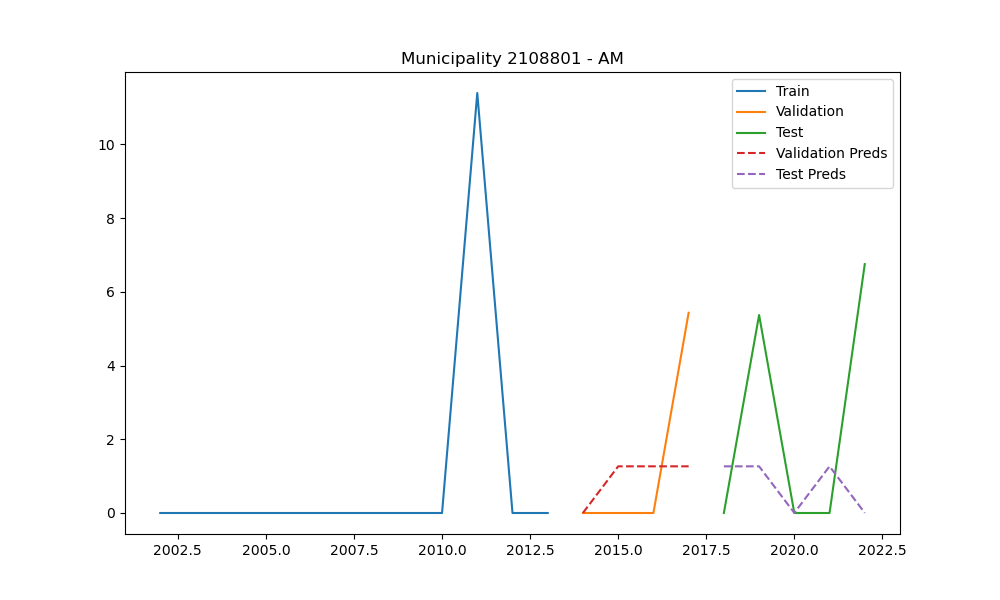 Municipality 2108801 - AM
Train
Validation
Test
Validation Preds
Test Preds
10
8
6
4
2
0
2002.5 2005.0 2007.5 2010.0 2012.5 2015.0 2017.5 2020.0 2022.5